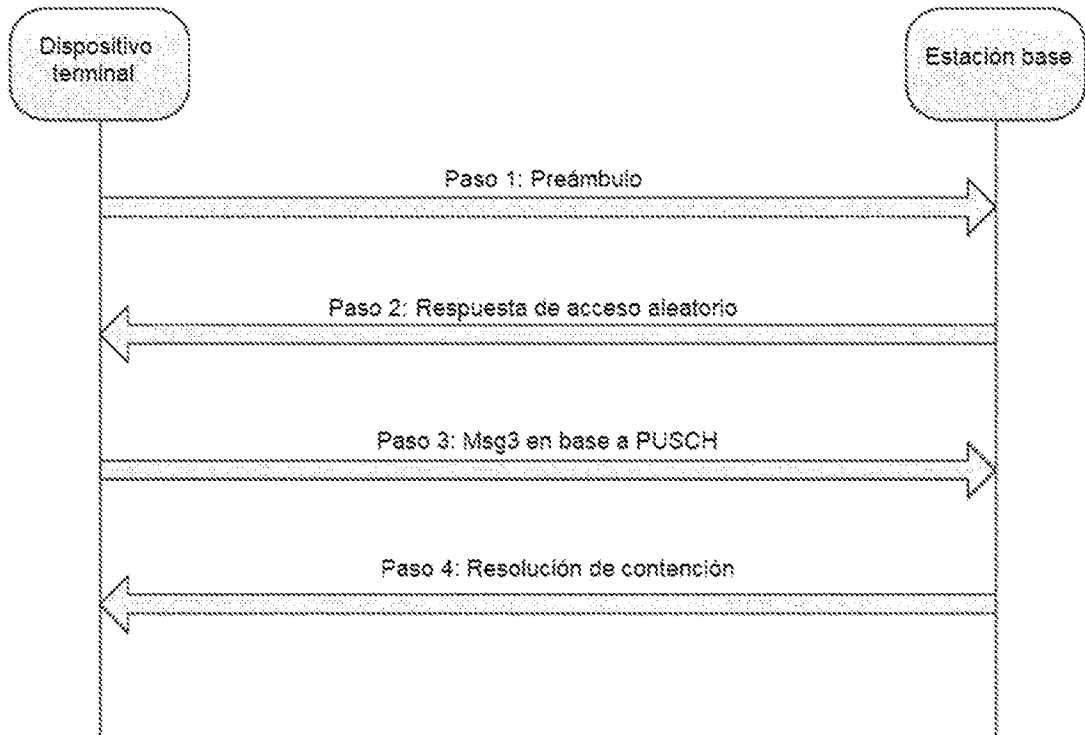 Dispositivo
terminal
Estación base
Paso 1: Preámbulo
Paso 2: Respuesta de acceso aleatorio
Paso 3: Msg3 en base a PUSCH
Paso 4: Resolución de contención